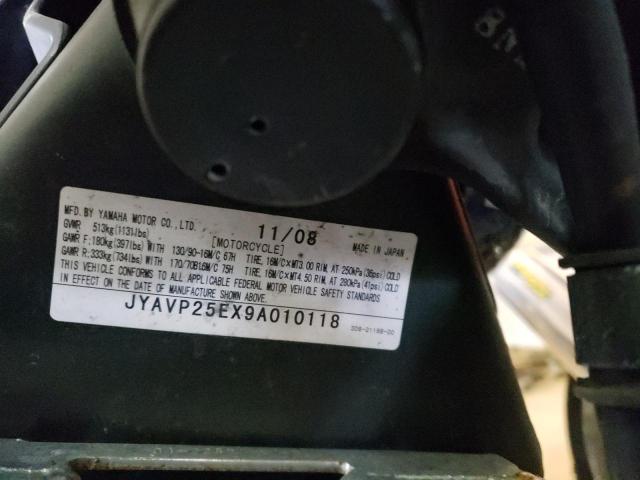 8N
MFD. BY YAMAHA MOTOR CO., LTD. 11/08 MADE IN JAPAN
GVWR 513kg(1131lbs) [MOTORCYCLE]
GAWR F:180kg(397lbs) WITH 130/90-16M/C 67H TIRE, 16M/C×MT3.00 RIM, AT 250kPa(36psi)COLD
GAWR R:333kg(734lbs) WITH 170/70B16M/C 75H TIRE, 16M/C×MT4.50 RIM, AT 280kPa(41psi)COLD
THIS VEHICLE CONFORMS TO ALL APPLICABLE FEDERAL MOTOR VEHICLE SAFETY STANDARDS
IN EFFECT ON THE DATE OF MANUFACTURE SHOWN ABOVE.
JYAVP25EX9A010118